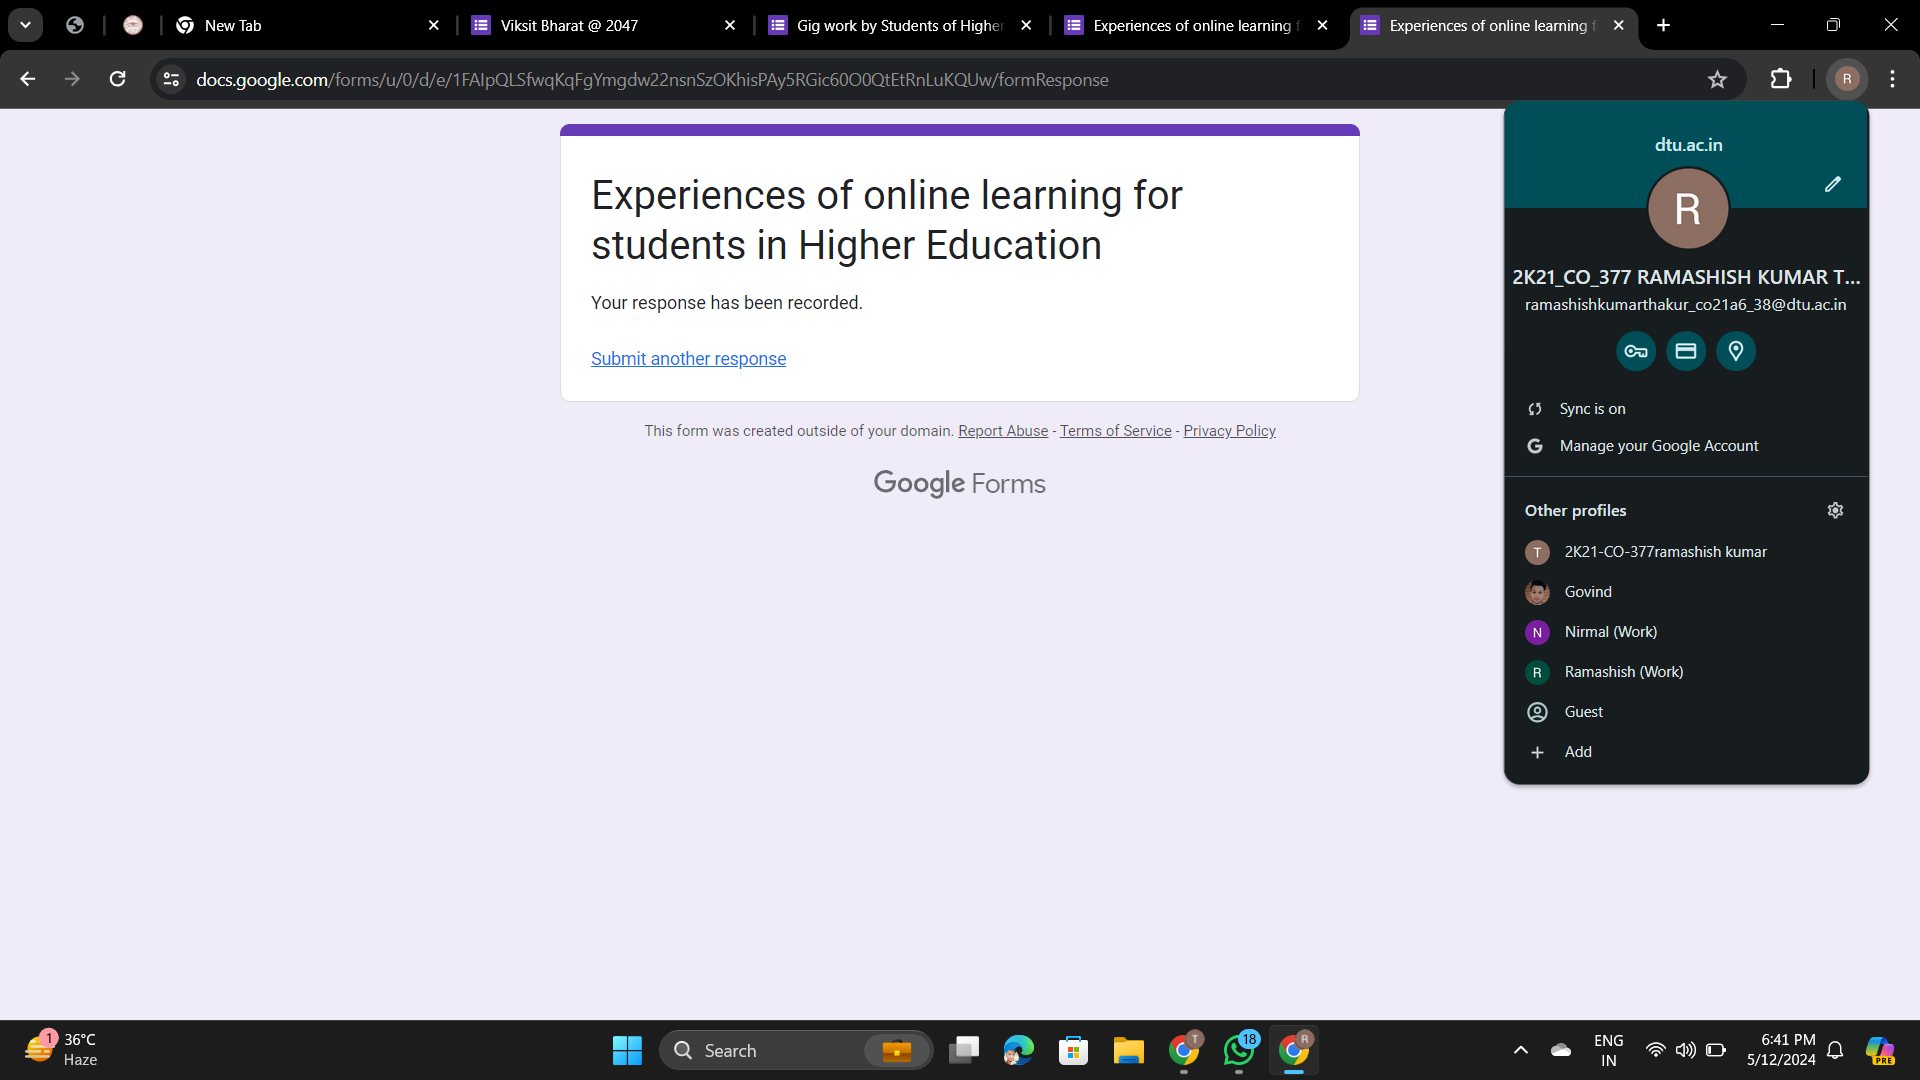 New Tab
Viksit Bharat @ 2047
Gig work by Students of Higher
Experiences of online learning f
Experiences of online learning f
docs.google.com/forms/u/0/d/e/1FAIpQLSfwqKqFgYmgdw22nsnSzOKhisPAy5RGic60O0QtEtRnLuKQUw/formResponse
R
Experiences of online learning for
students in Higher Education
Your response has been recorded.
Submit another response
This form was created outside of your domain. Report Abuse - Terms of Service - Privacy Policy
Google Forms
dtu.ac.in
R
2K21_CO_377 RAMASHISH KUMAR T...
ramashishkumarthakur_co21a6_38@dtu.ac.in
Sync is on
G Manage your Google Account
Other profiles
T 2K21-CO-377ramashish kumar
Govind
N Nirmal (Work)
R Ramashish (Work)
Guest
Add
1
36°C
Haze
Search
T
18
R
ENG
IN
6:41 PM
5/12/2024
PRE